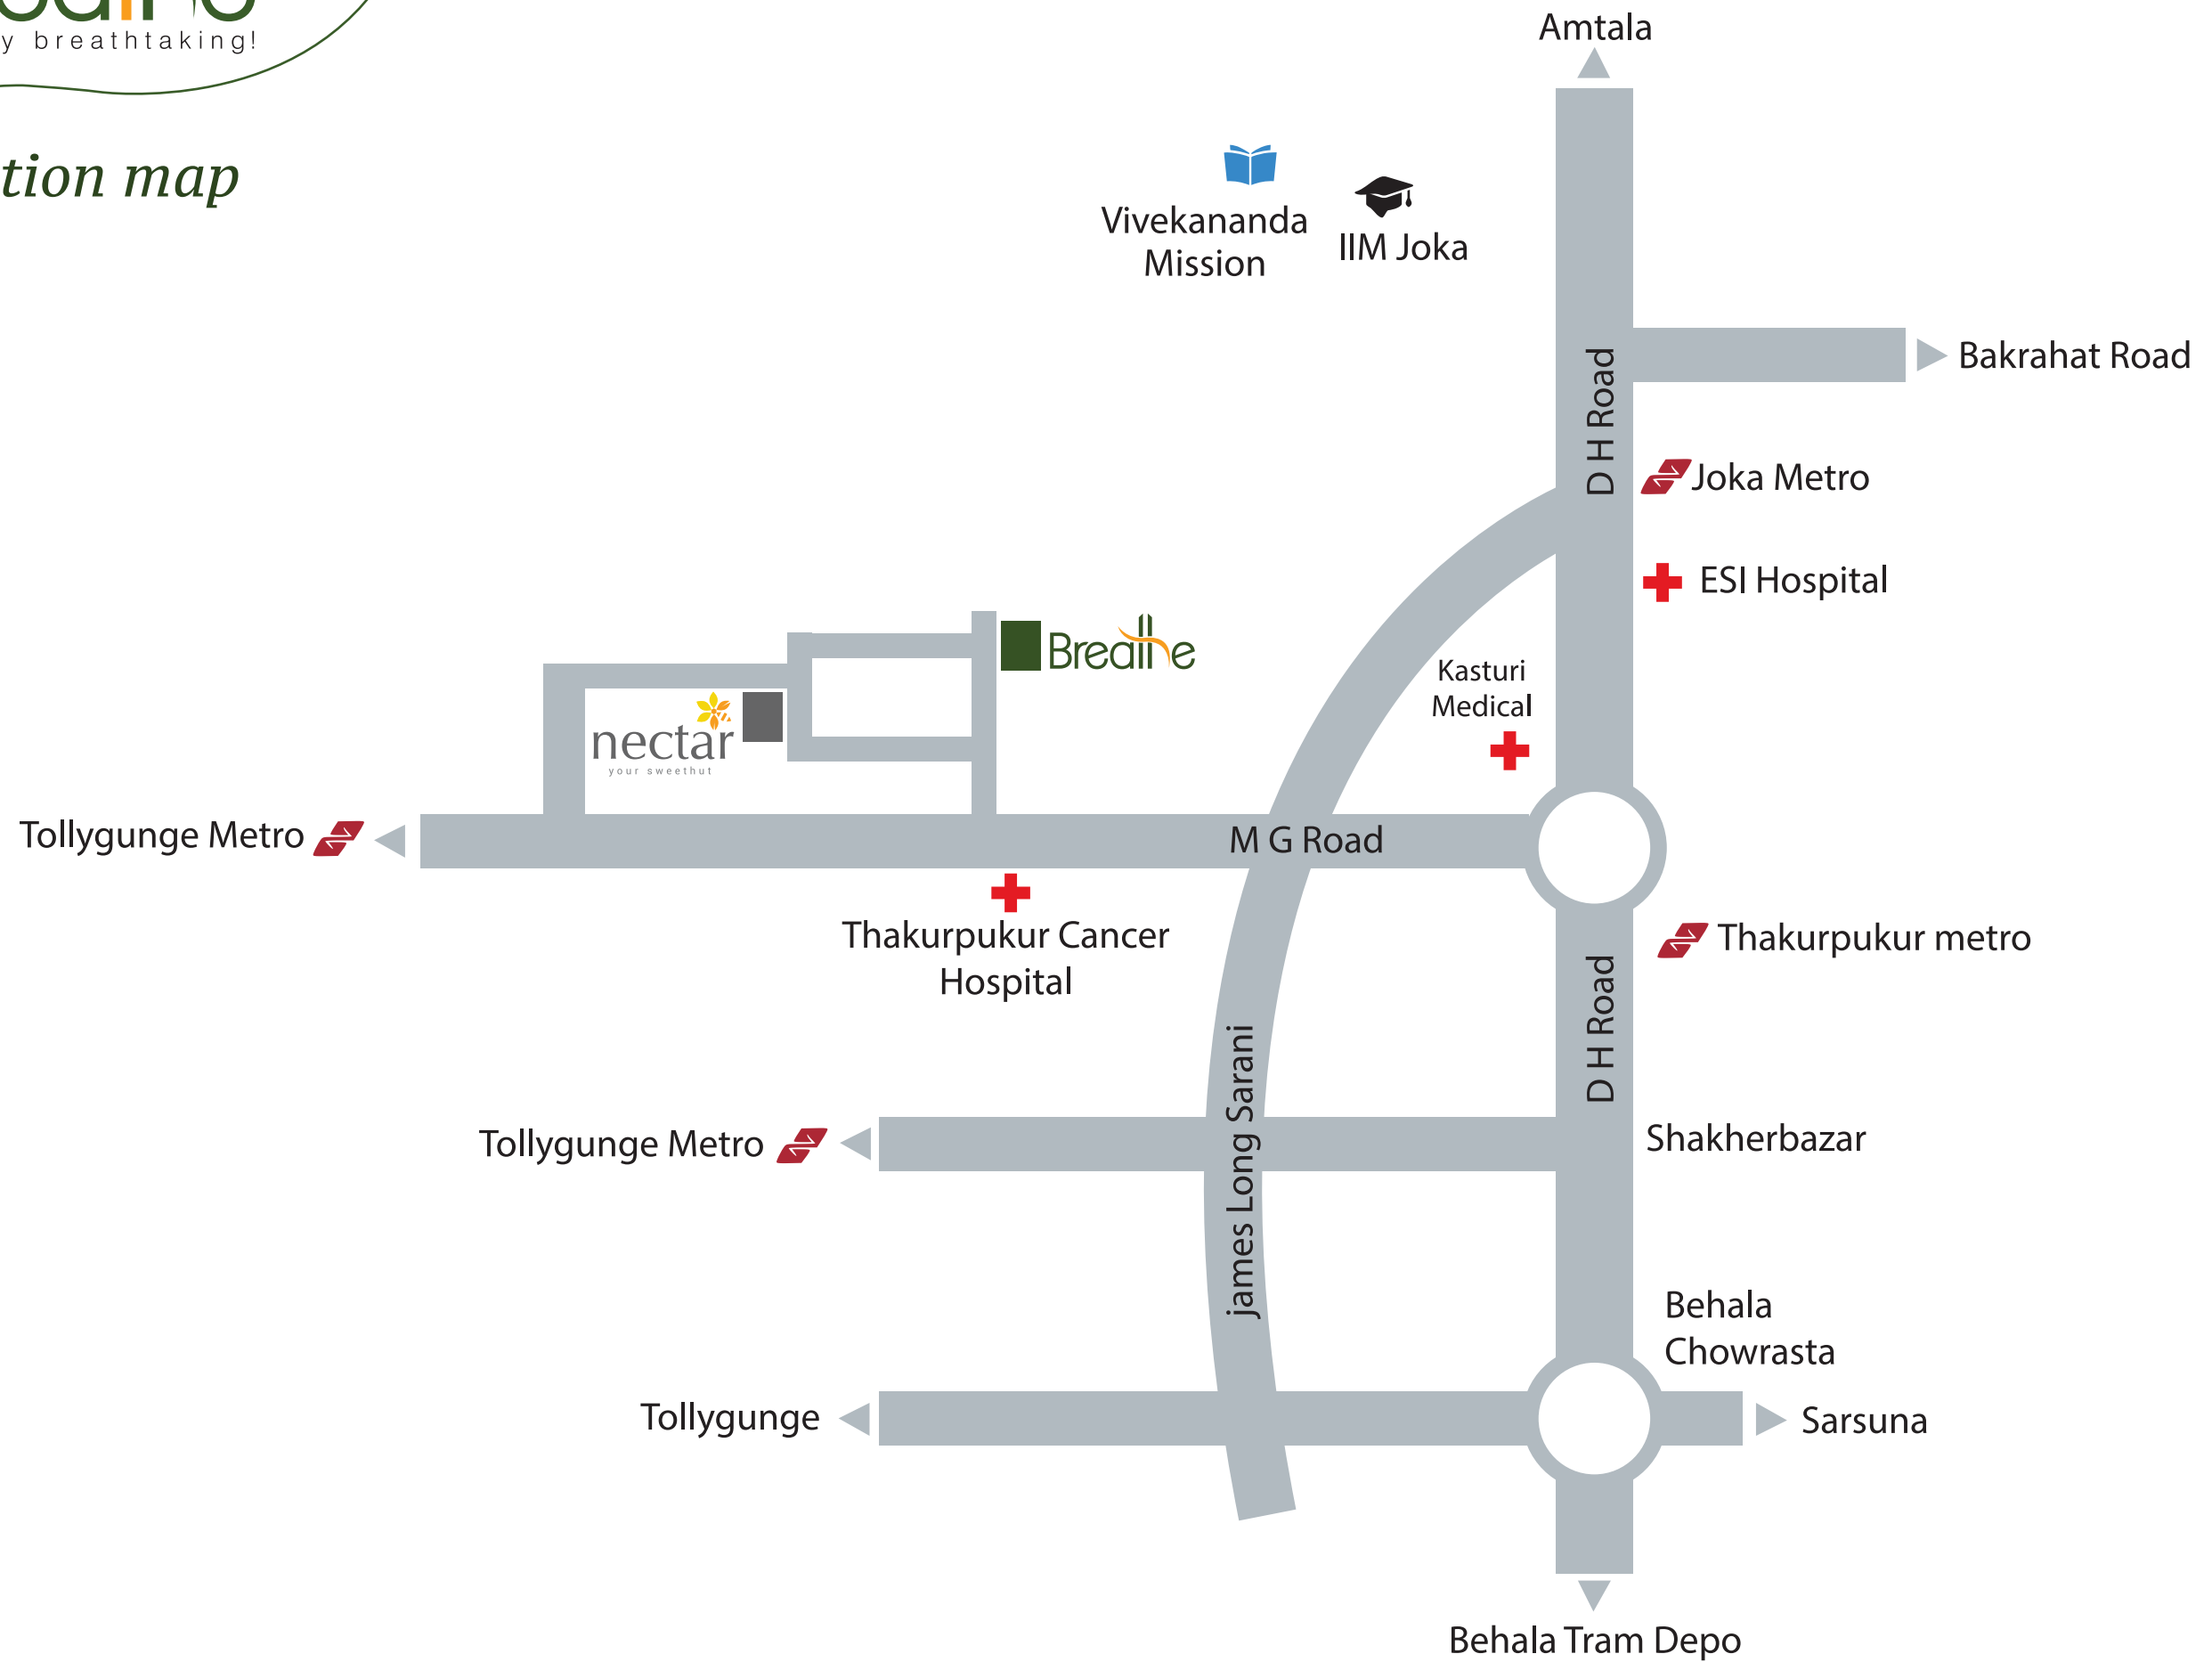 y breathtaking!
tion map
Amtala
Vivekananda
Mission
IIM Joka
D H Road
Bakrahat Road
Joka Metro
ESI Hospital
Breathe
Kasturi
Medical
nectar
your sweethut
Tollygunge Metro
M G Road
Thakurpukur Cancer
Hospital
Thakurpukur metro
D H Road
james Long Sarani
Tollygunge Metro
Shakherbazar
Behala
Chowrasta
Tollygunge
Sarsuna
Behala Tram Depo